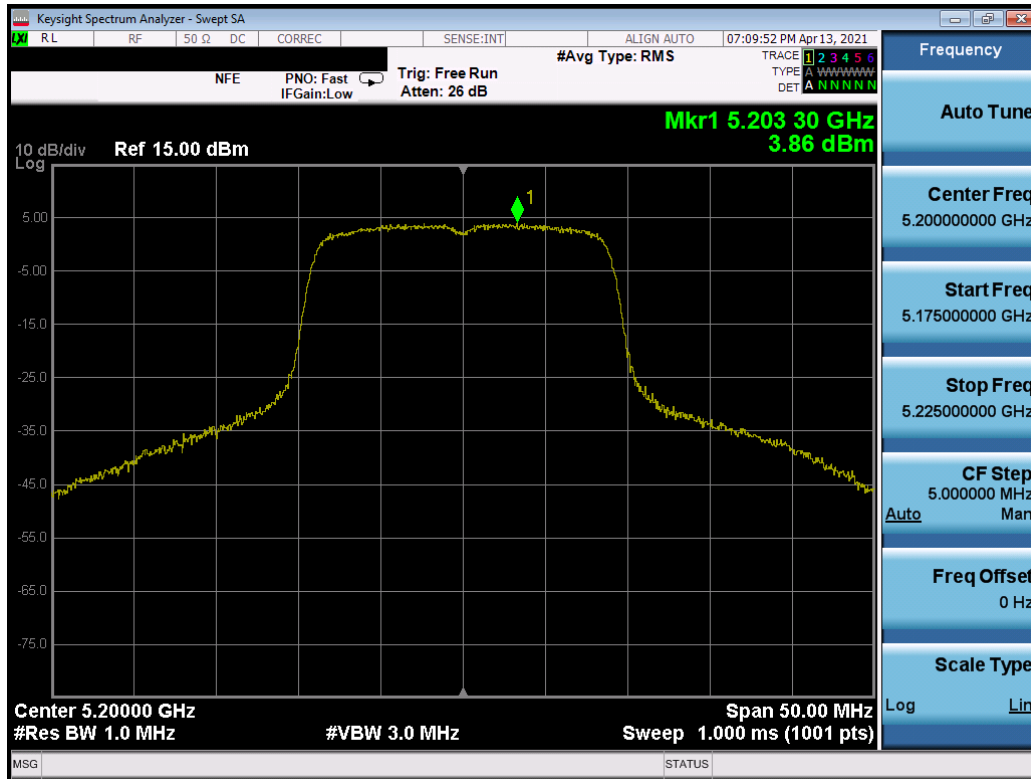 Keysight Spectrum Analyzer - Swept SA
LXI RL RF 50 Ω DC CORREC SENSE:INT ALIGN AUTO 07:09:52 PM Apr 13, 2021
#Avg Type: RMS
TRACE 1 2 3 4 5 6
TYPE A WWWWW
DET A N N N N N
NFE PNO: Fast Trig: Free Run
IFGain:Low Atten: 26 dB
Mkr1 5.203 30 GHz
3.86 dBm
10 dB/div Ref 15.00 dBm
Log
1
5.00
-5.00
-15.0
-25.0
-35.0
-45.0
-55.0
-65.0
-75.0
Center 5.20000 GHz Span 50.00 MHz
#Res BW 1.0 MHz #VBW 3.0 MHz Sweep 1.000 ms (1001 pts)
MSG STATUS
Frequency
Auto Tune
Center Freq
5.200000000 GHz
Start Freq
5.175000000 GHz
Stop Freq
5.225000000 GHz
CF Step
5.000000 MHz
Auto Man
Freq Offset
0 Hz
Scale Type
Log Lin